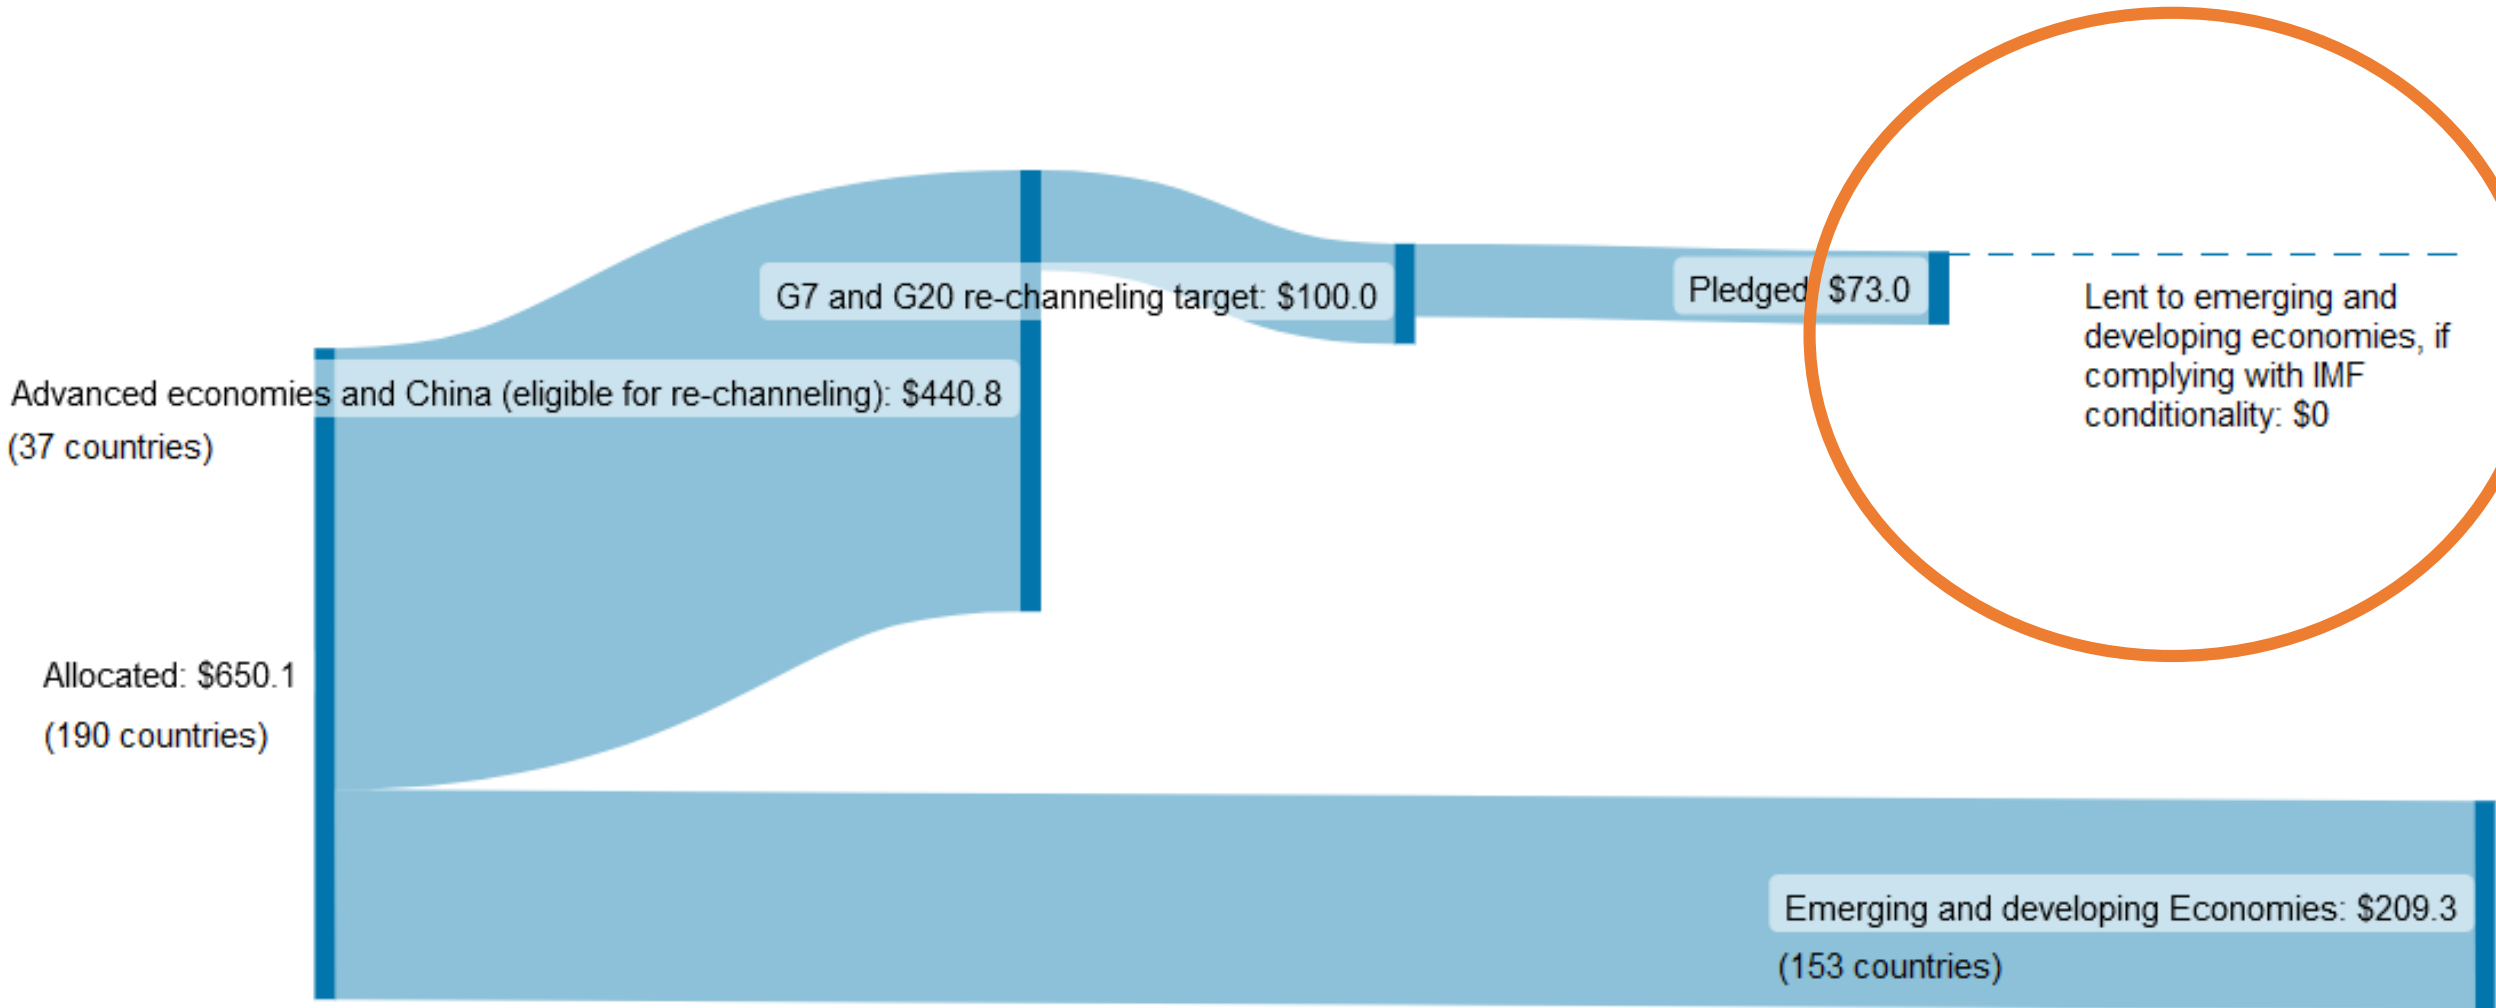 G7 and G20 re-channeling target: $100.0
Pledged: $73.0
Lent to emerging and
developing economies, if
complying with IMF
conditionality: $0
Advanced economies and China (eligible for re-channeling): $440.8
(37 countries)
Allocated: $650.1
(190 countries)
Emerging and developing Economies: $209.3
(153 countries)